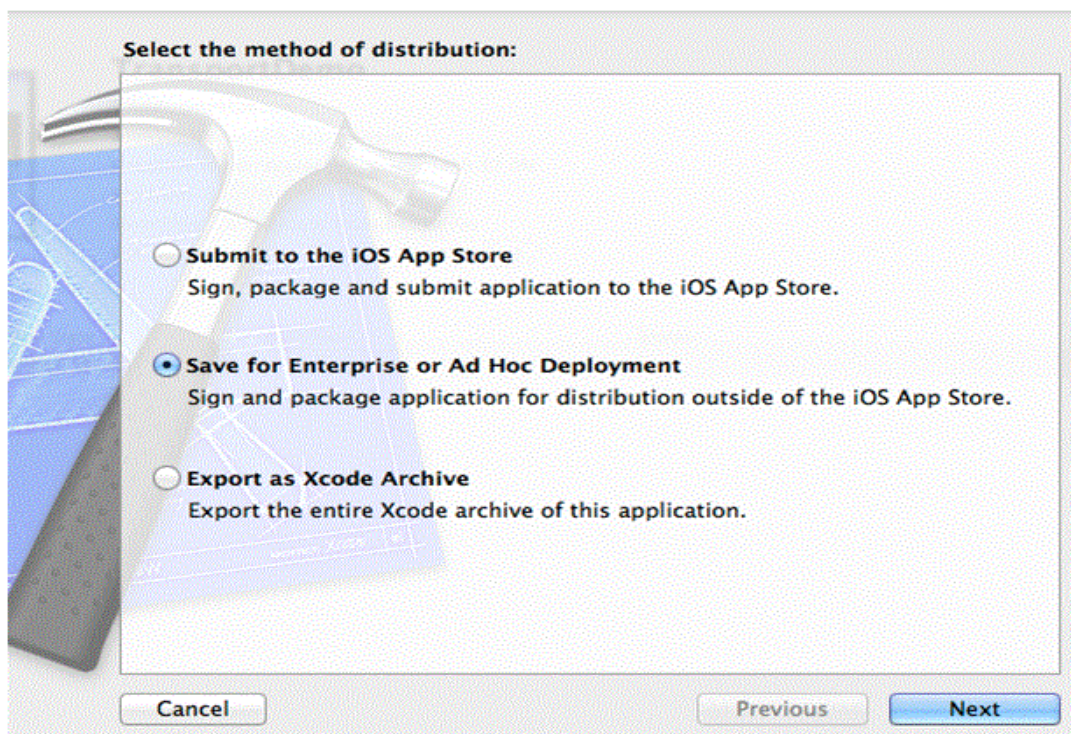 Select the method of distribution:
TransportDemo
Submit to the iOS App Store
Sign, package and submit application to the iOS App Store.
Save for Enterprise or Ad Hoc Deployment
Sign and package application for distribution outside of the iOS App Store.
Export as Xcode Archive
Export the entire Xcode archive of this application.
Cancel
Previous
Next